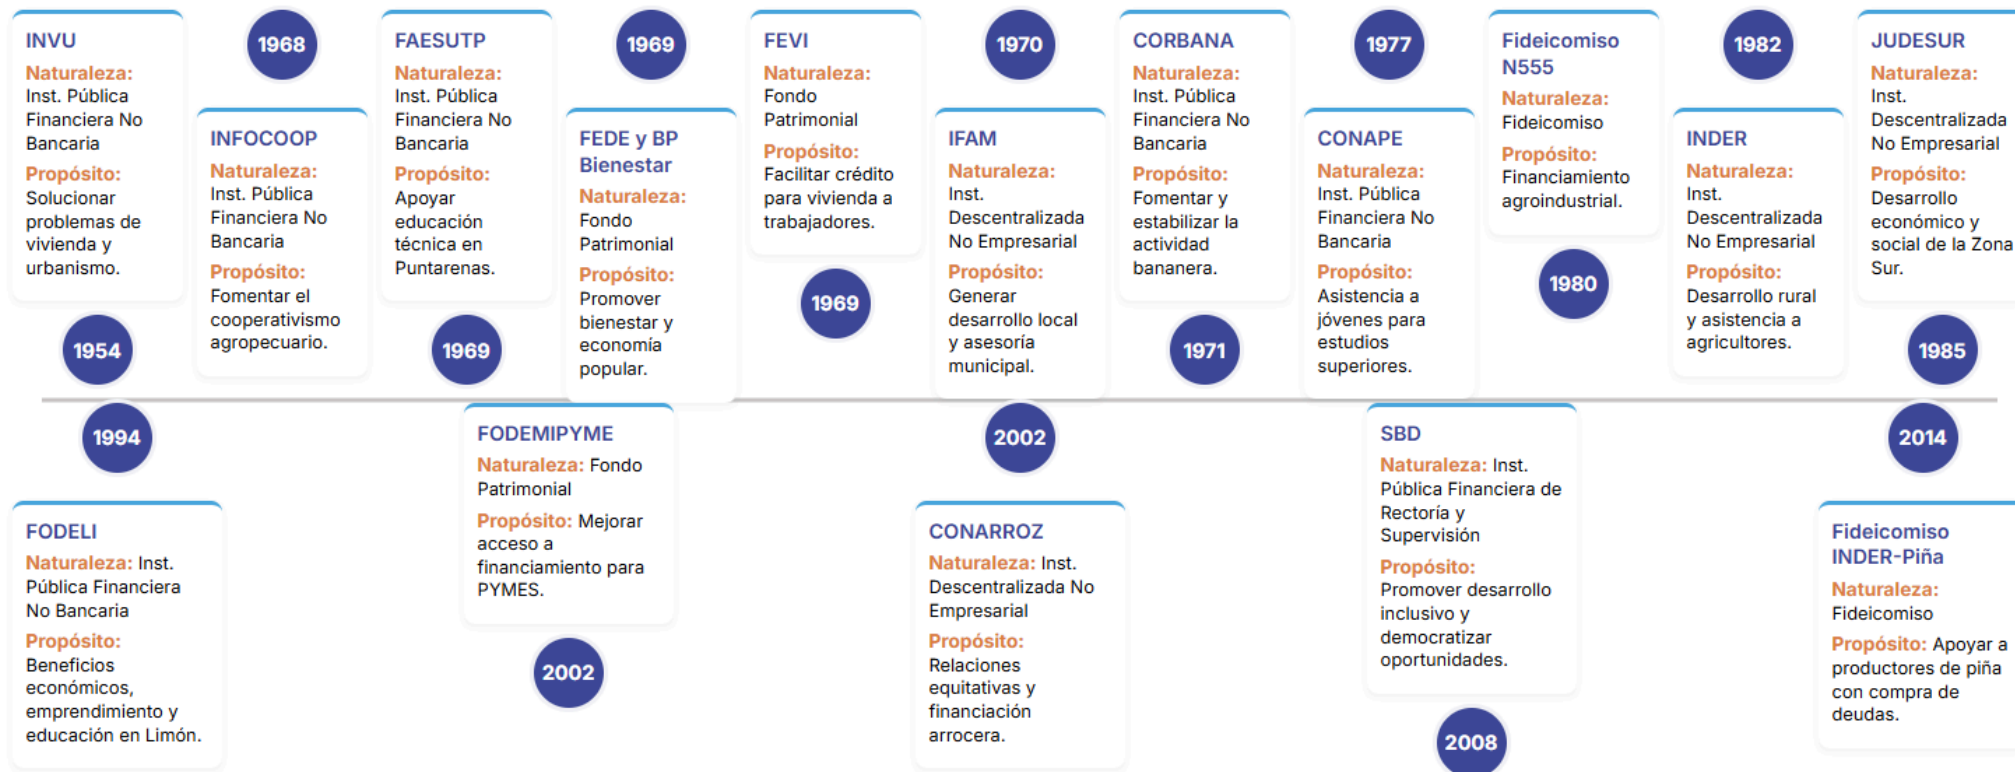 INVU
Naturaleza:
Inst. Pública
Financiera No
Bancaria
Propósito:
Solucionar
problemas de
vivienda y
urbanismo.
1954
1968
INFOCOOP
Naturaleza:
Inst. Pública
Financiera No
Bancaria
Propósito:
Fomentar el
cooperativismo
agropecuario.
FAESUTP
Naturaleza:
Inst. Pública
Financiera No
Bancaria
Propósito:
Apoyar
educación
técnica en
Puntarenas.
1969
1969
FEDE y BP
Bienestar
Naturaleza:
Fondo
Patrimonial
Propósito:
Promover
bienestar y
economía
popular.
FEVI
Naturaleza:
Fondo
Patrimonial
Propósito:
Facilitar crédito
para vivienda a
trabajadores.
1969
1970
IFAM
Naturaleza:
Inst.
Descentralizada
No Empresarial
Propósito:
Generar
desarrollo local
y asesoría
municipal.
CORBANA
Naturaleza:
Inst. Pública
Financiera No
Bancaria
Propósito:
Fomentar y
estabilizar la
actividad
bananera.
1971
1977
CONAPE
Naturaleza:
Inst. Pública
Financiera No
Bancaria
Propósito:
Asistencia a
jóvenes para
estudios
superiores.
Fideicomiso
N555
Naturaleza:
Fideicomiso
Propósito:
Financiamiento
agroindustrial.
1980
1982
INDER
Naturaleza:
Inst.
Descentralizada
No Empresarial
Propósito:
Desarrollo rural
y asistencia a
agricultores.
JUDESUR
Naturaleza:
Inst.
Descentralizada
No Empresarial
Propósito:
Desarrollo
económico y
social de la Zona
Sur.
1985
1994
FODELI
Naturaleza: Inst.
Pública Financiera
No Bancaria
Propósito:
Beneficios
económicos,
emprendimiento y
educación en Limón.
FODEMIPYME
Naturaleza: Fondo
Patrimonial
Propósito: Mejorar
acceso a
financiamiento para
PYMES.
2002
2002
CONARROZ
Naturaleza: Inst.
Descentralizada No
Empresarial
Propósito:
Relaciones
equitativas y
financiación
arrocera.
SBD
Naturaleza: Inst.
Pública Financiera de
Rectoría y
Supervisión
Propósito:
Promover desarrollo
inclusivo y
democratizar
oportunidades.
2008
2014
Fideicomiso
INDER-Piña
Naturaleza:
Fideicomiso
Propósito: Apoyar a
productores de piña
con compra de
deudas.